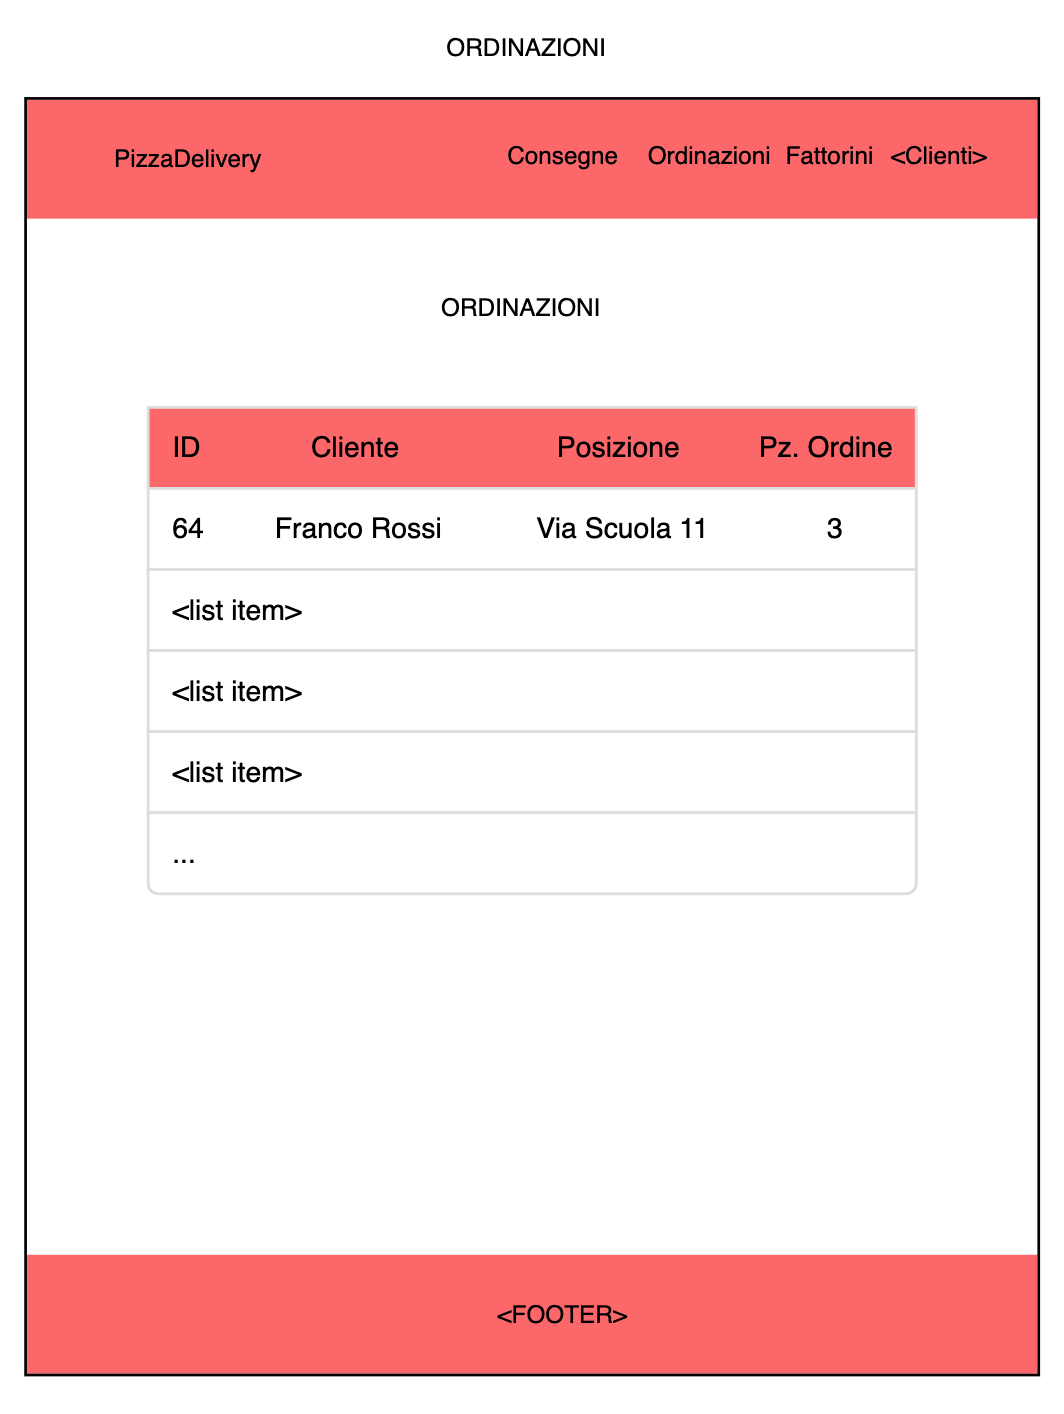 ORDINAZIONI
PizzaDelivery Consegne Ordinazioni Fattorini <Clienti>
ORDINAZIONI
ID Cliente Posizione Pz. Ordine
64 Franco Rossi Via Scuola 11 3
<list item>
<list item>
<list item>
...
<FOOTER>